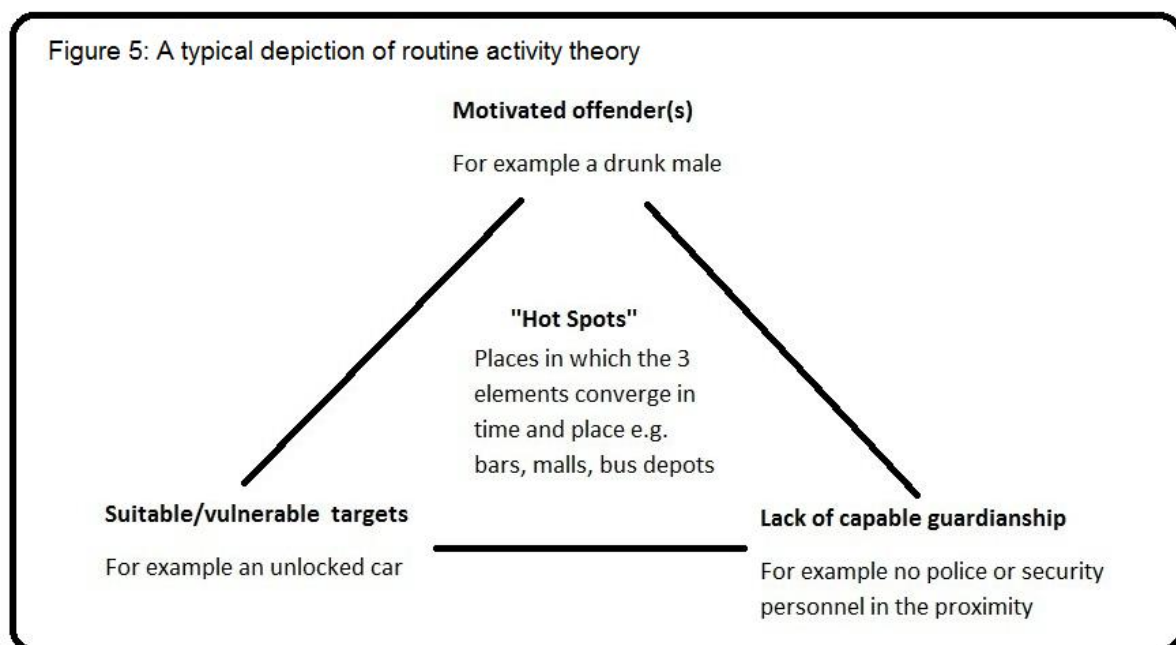 Figure 5: A typical depiction of routine activity theory
Motivated offender(s)
For example a drunk male
"Hot Spots"
Places in which the 3
elements converge in
time and place e.g.
bars, malls, bus depots
Suitable/vulnerable targets
For example an unlocked car
Lack of capable guardianship
For example no police or security
personnel in the proximity